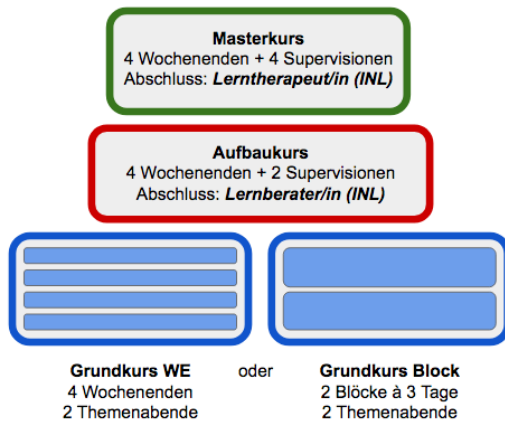 Masterkurs
4 Wochenenden + 4 Supervisionen
Abschluss: Lerntherapeut/in (INL)
Aufbaukurs
4 Wochenenden + 2 Supervisionen
Abschluss: Lernberater/in (INL)
Grundkurs WE oder Grundkurs Block
4 Wochenenden 2 Blöcke à 3 Tage
2 Themenabende 2 Themenabende